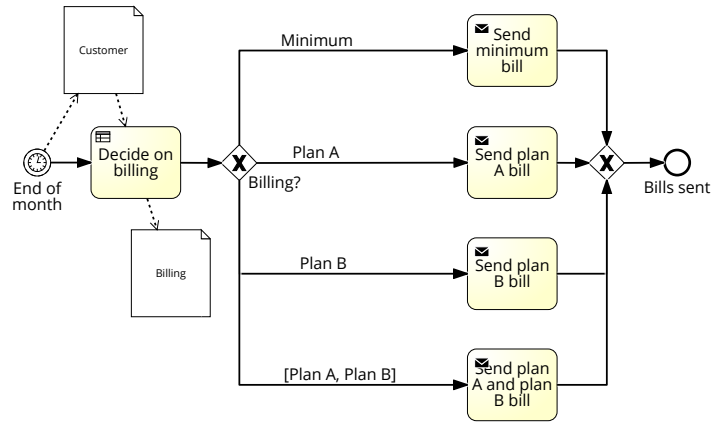 Customer
End of
month
Decide on
billing
Billing
Billing?
Minimum
Plan A
Plan B
[Plan A, Plan B]
Send
minimum
bill
Send plan
A bill
Send plan
B bill
Send plan
A and plan
B bill
Bills sent